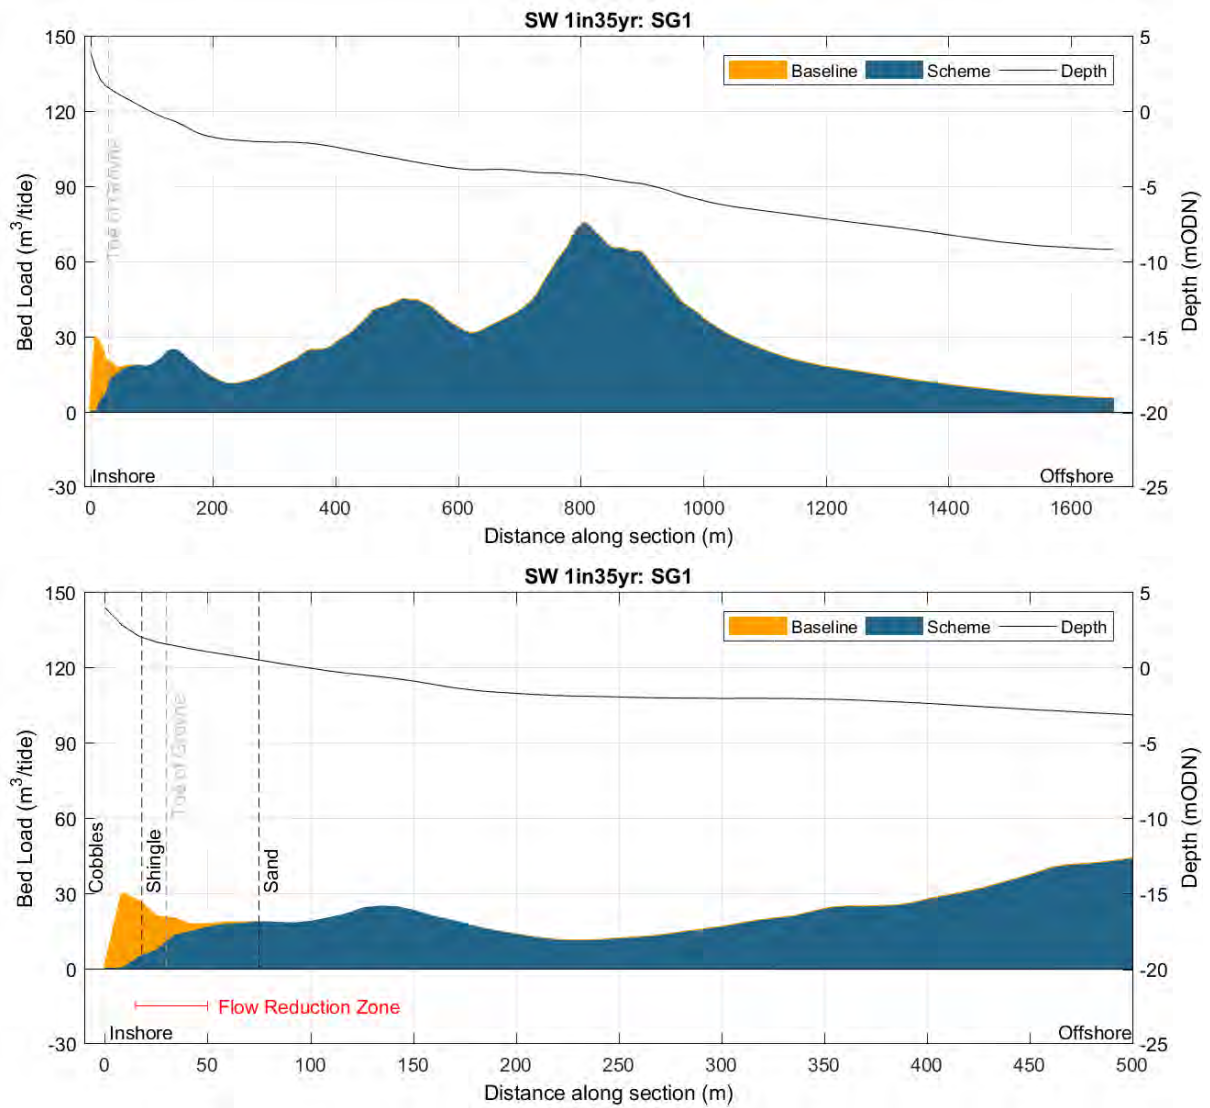 SW 1in35yr: SG1
150
120
90
60
30
0
-30
Bed Load (m³/tide)
5
0
-5
-10
-15
-20
-25
Depth (mODN)
Baseline Scheme Depth
Toe of Groyne
Inshore
Offshore
0 200 400 600 800 1000 1200 1400 1600
Distance along section (m)
SW 1in35yr: SG1
150
120
90
60
30
0
-30
Bed Load (m³/tide)
5
0
-5
-10
-15
-20
-25
Depth (mODN)
Baseline Scheme Depth
Cobbles
Shingle
Toe of Groyne
Sand
Flow Reduction Zone
Inshore
Offshore
0 50 100 150 200 250 300 350 400 450 500
Distance along section (m)